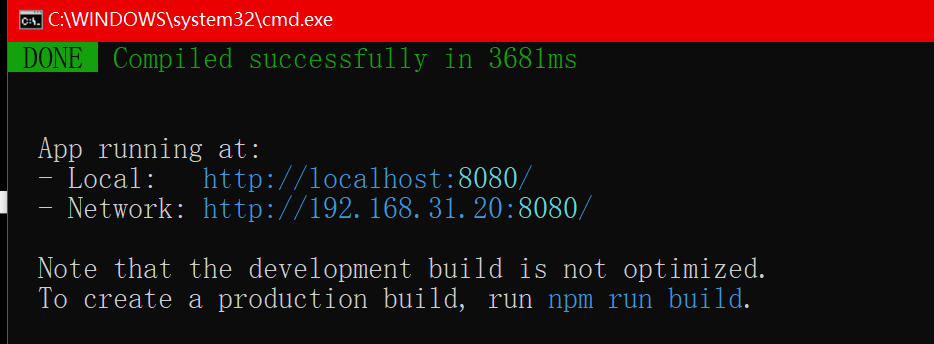 C:\WINDOWS\system32\cmd.exe
DONE Compiled successfully in 3681ms
App running at:
- Local: http://localhost:8080/
- Network: http://192.168.31.20:8080/
Note that the development build is not optimized.
To create a production build, run npm run build.